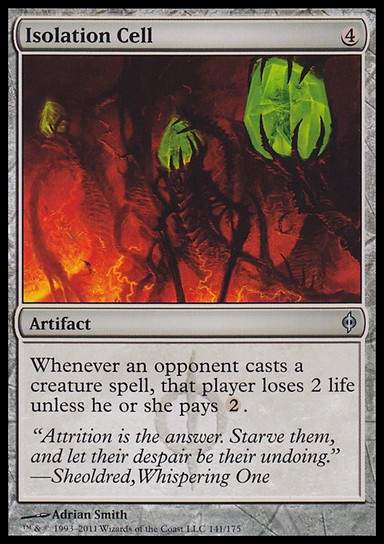 Isolation Cell 4
Artifact
Whenever an opponent casts a
creature spell, that player loses 2 life
unless he or she pays 2.
“Attrition is the answer. Starve them,
and let their despair be their undoing.”
—Sheoldred, Whispering One
Adrian Smith
™ & © 1993–2011 Wizards of the Coast LLC 141/175